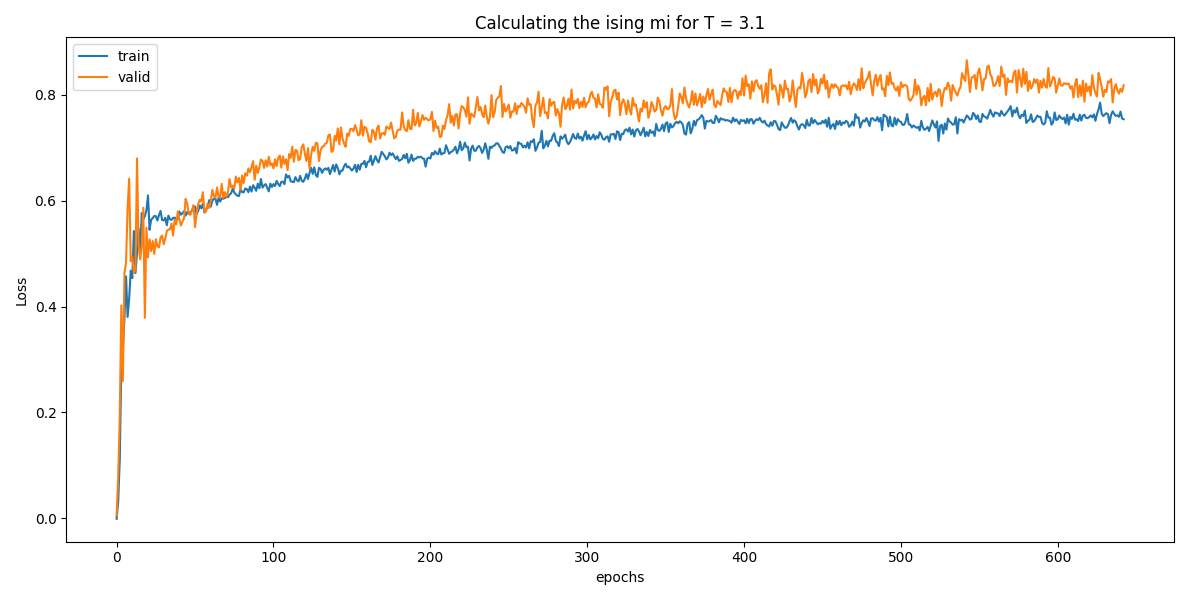 Calculating the ising mi for T = 3.1
train
valid
Loss
0.8
0.6
0.4
0.2
0.0
0 100 200 300 400 500 600
epochs